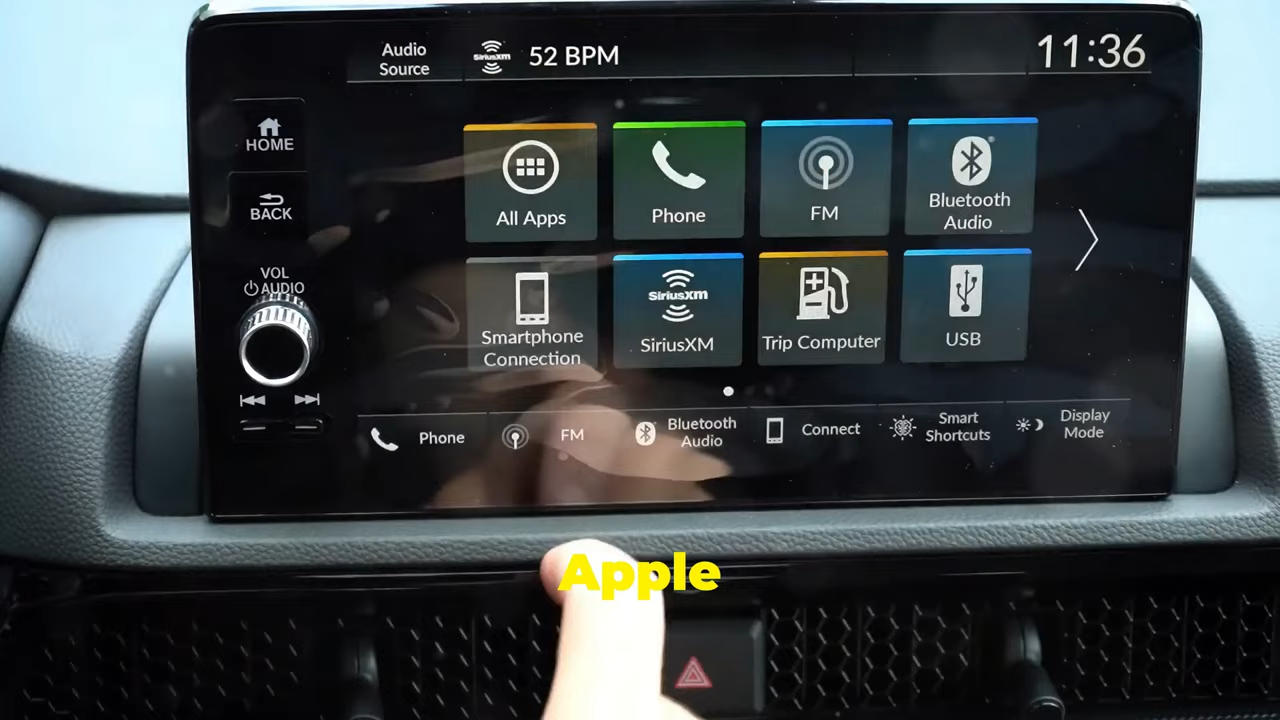 Audio
Source
SiriusXM
52 BPM
11:36
HOME
BACK
VOL
AUDIO
All Apps
Phone
FM
Bluetooth
Audio
Smartphone
Connection
SiriusXM
SiriusXM
Trip Computer
USB
Phone
FM
Bluetooth
Audio
Connect
Smart
Shortcuts
Display
Mode
Apple